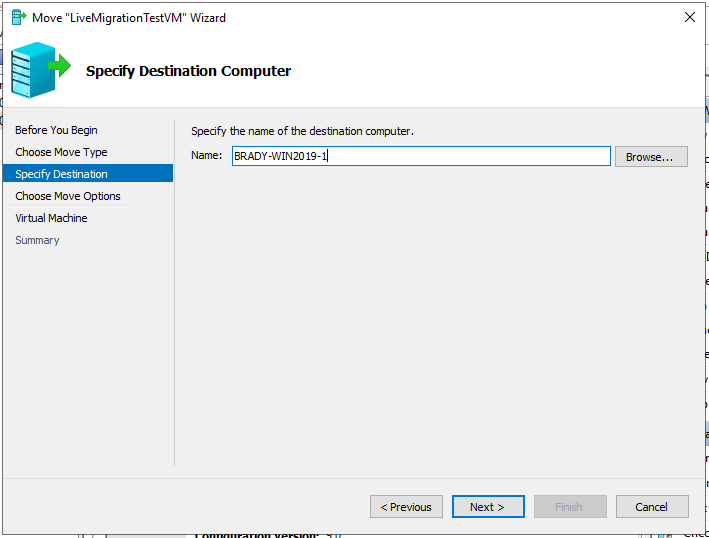 Move "LiveMigrationTestVM" Wizard
Specify Destination Computer
Before You Begin
Choose Move Type
Specify Destination
Choose Move Options
Virtual Machine
Summary
Specify the name of the destination computer.
Name: BRADY-WIN2019-1 Browse...
< Previous Next > Finish Cancel